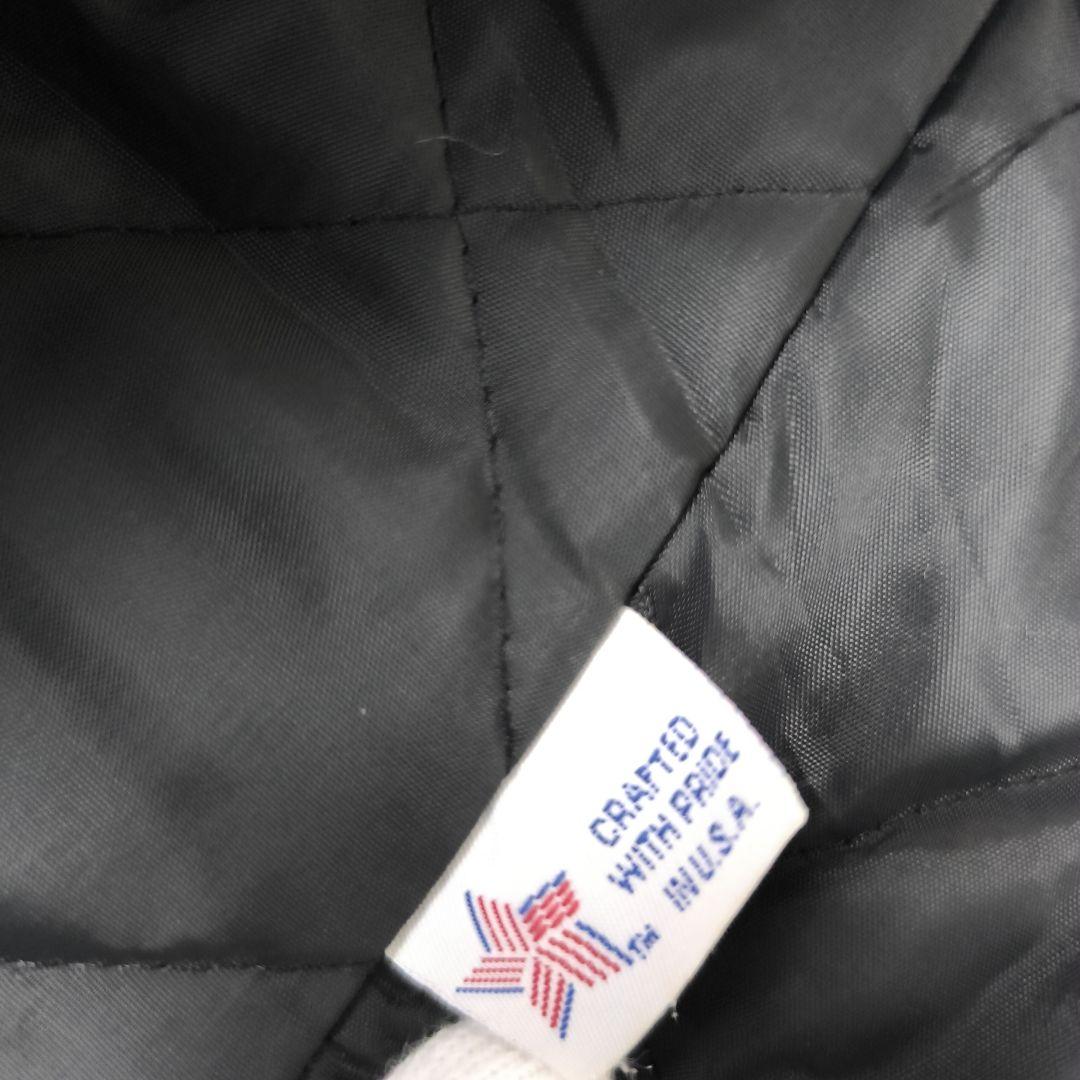 CRAFTED
WITH PRIDE
IN U.S.A.
TM